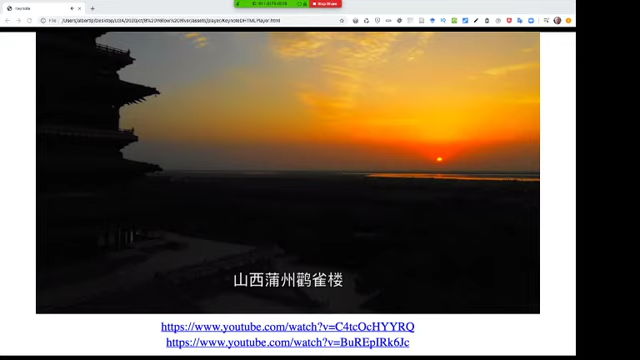 Keynote
山西蒲州鹳雀楼
https://www.youtube.com/watch?v=C4tcOcHYYRQ
https://www.youtube.com/watch?v=BuREpIRk6Jc